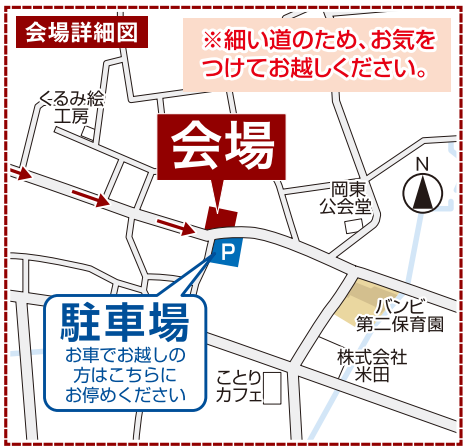 会場詳細図
※細い道のため、お気を
つけてお越しください。
くるみ絵
工房
会場
岡東
公会堂
N
P
駐車場
お車でお越しの
方はこちらに
お停めください
バンビ
第二保育園
株式会社
米田
ことり
カフェ